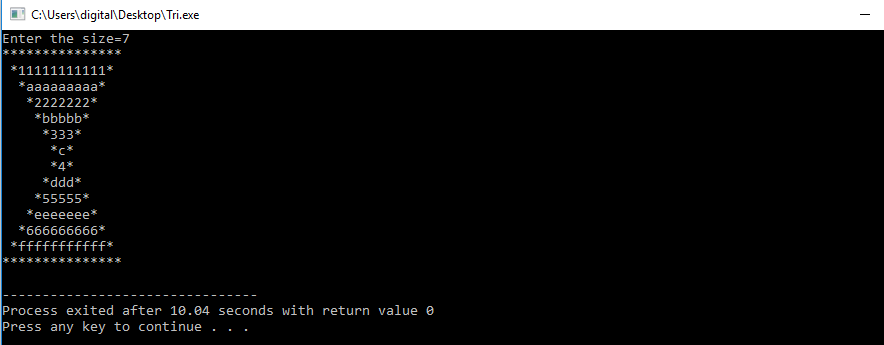 C:\Users\digital\Desktop\Tri.exe
Enter the size=7
***************
 *11111111111*
  *aaaaaaaaa*
   *2222222*
    *bbbbb*
     *333*
      *c*
      *4*
     *ddd*
    *55555*
   *eeeeeee*
  *666666666*
 *fffffffffff*
***************
--------------------------------
Process exited after 10.04 seconds with return value 0
Press any key to continue . . .